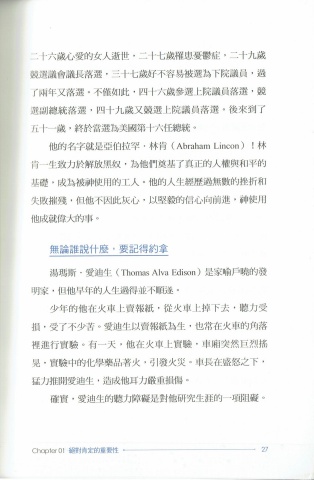 二十六歲心愛的女人逝世，二十七歲罹患憂鬱症，二十九歲
競選議會議長落選，三十七歲好不容易被選為下院議員，過
了兩年又落選，不僅如此，四十六歲參選上院議員落選，競
選副總統落選，四十九歲又競選上院議員落選，後來到了
五十一歲，終於當選為美國第十六任總統。
他的名字就是亞伯拉罕·林肯（Abraham Lincon）！林
肯一生致力於解放黑奴，為他們奠基了真正的人權與和平的
基礎，成為被神使用的工人。他的人生經歷過無數的挫折和
失敗摧殘，但他不因此灰心，以堅毅的信心向前進，神使用
他成就偉大的事。
無論誰說什麼，要記得約拿
湯瑪斯·愛迪生（Thomas Alva Edison）是家喻戶曉的發
明家，但他早年的人生過得並不順遂。
少年的他在火車上賣報紙，從火車上掉下去，聽力受
損，受了不少苦。愛迪生以賣報紙為生，也常在火車的角落
裡進行實驗。有一天，他在火車上實驗，車廂突然巨烈搖
晃，實驗中的化學藥品著火，引發火災。車長在盛怒之下，
猛力推開愛迪生，造成他耳力嚴重損傷。
確實，愛迪生的聽力障礙是對他研究生涯的一項阻礙。
Chapter 01 絕對肯定的重要性
27